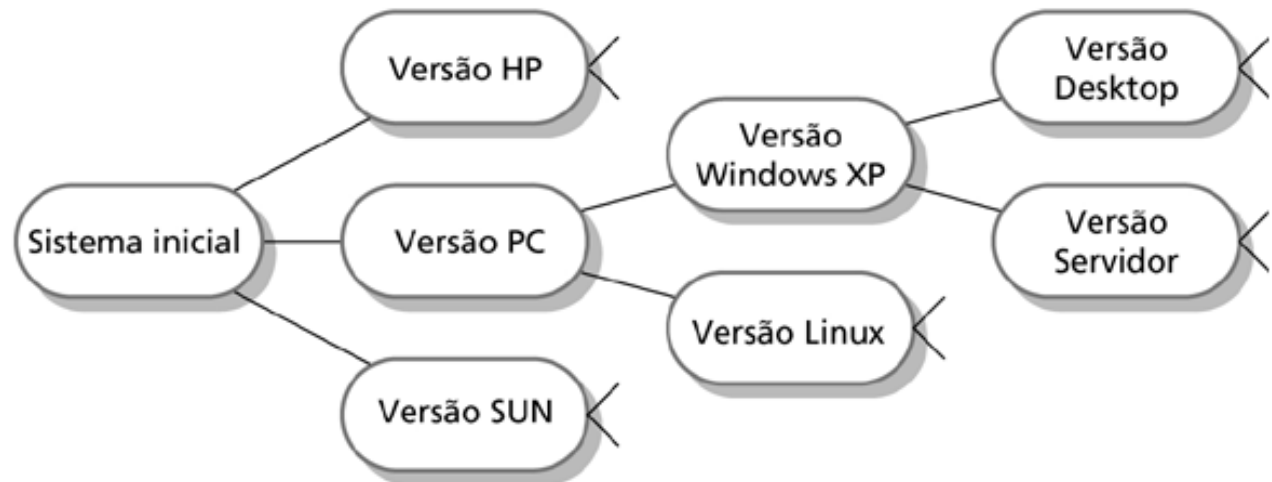 Sistema inicial
Versão HP
Versão PC
Versão SUN
Versão
Windows XP
Versão Linux
Versão
Desktop
Versão
Servidor